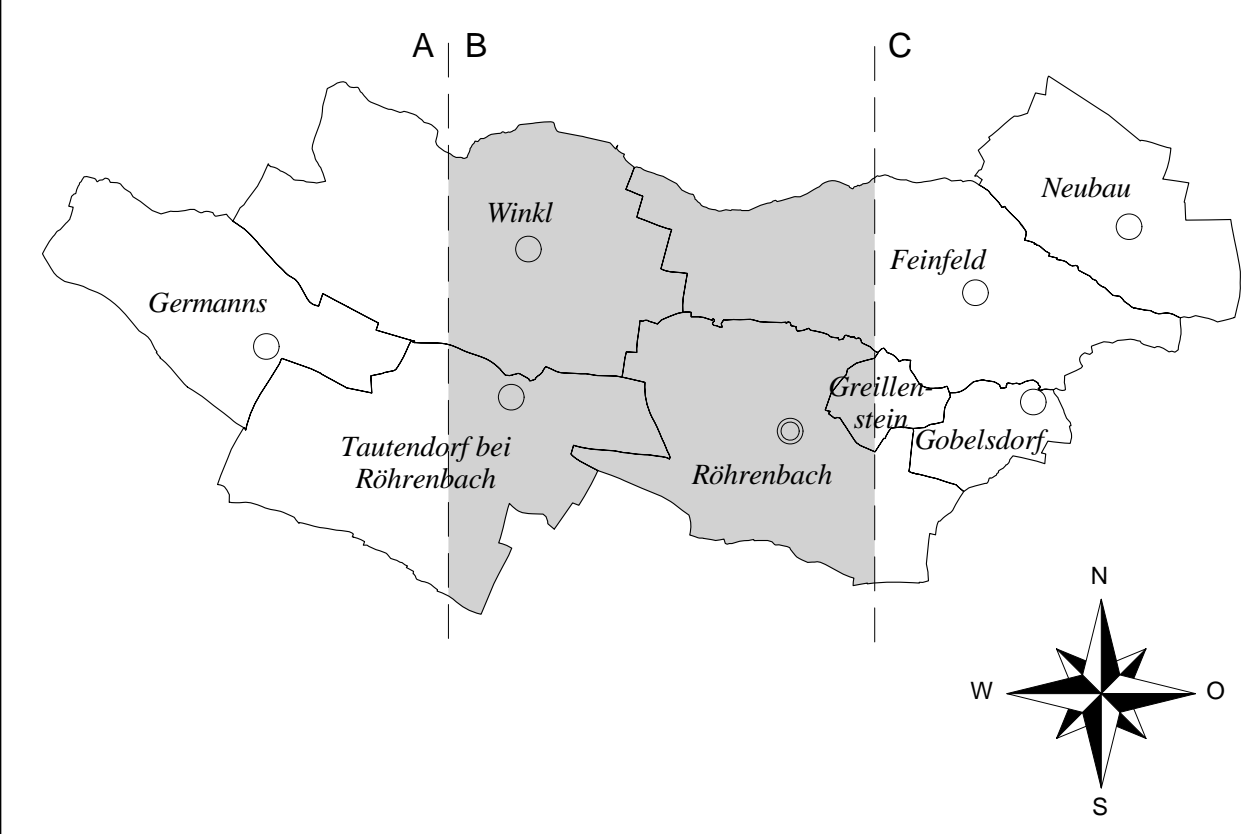 A B C
Neubau
Winkl
Feinfeld
Germanns
Greillen-
stein
Tautendorf bei
Röhrenbach
Gobelsdorf
Röhrenbach
N
W O
S